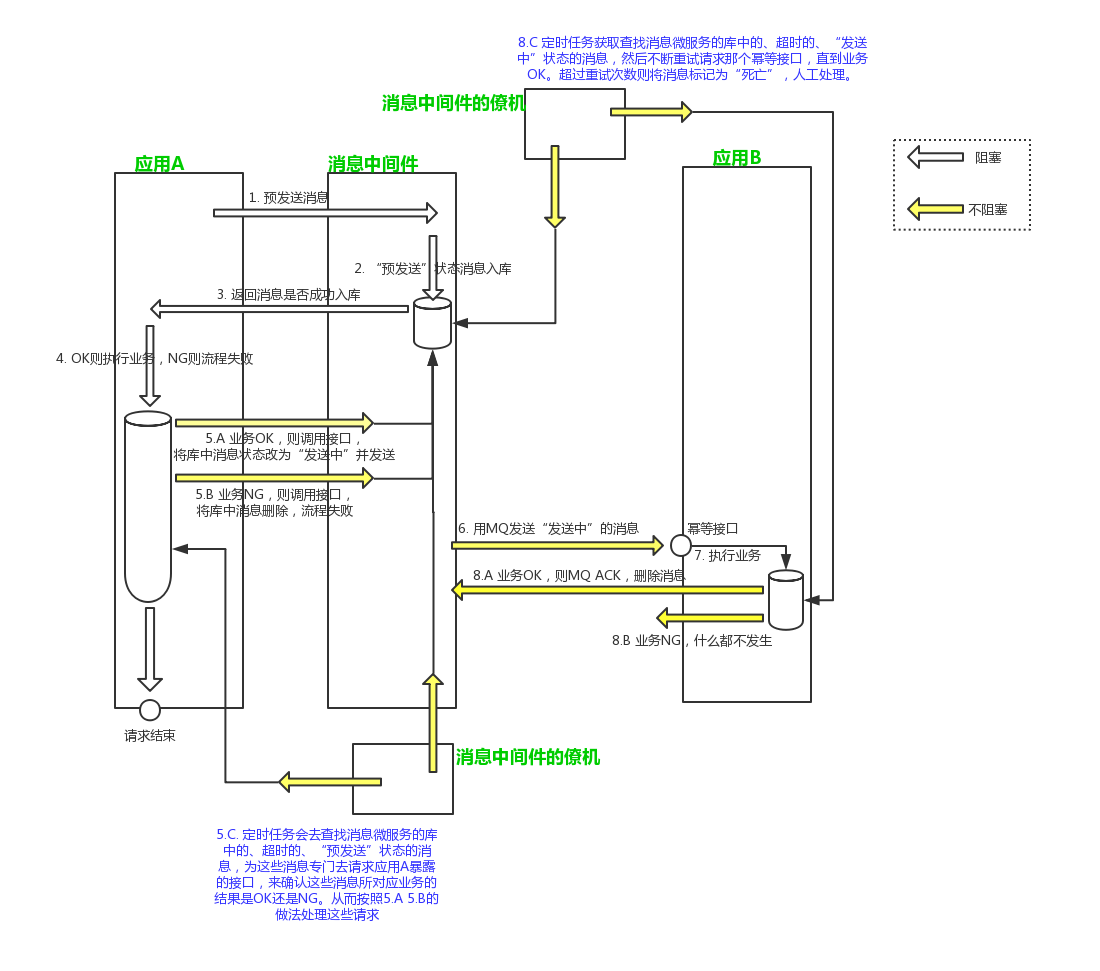 8.C 定时任务获取查找消息微服务的库中的、超时的、“发送
中”状态的消息，然后不断重试请求那个幂等接口，直到业务
OK。超过重试次数则将消息标记为“死亡”，人工处理。
消息中间件的僚机
应用A
消息中间件
应用B
阻塞
不阻塞
1. 预发送消息
2. “预发送”状态消息入库
3. 返回消息是否成功入库
4. OK则执行业务，NG则流程失败
5.A 业务OK，则调用接口，
将库中消息状态改为“发送中”并发送
5.B 业务NG，则调用接口，
将库中消息删除，流程失败
6. 用MQ发送“发送中”的消息
幂等接口
7. 执行业务
8.A 业务OK，则MQ ACK，删除消息
8.B 业务NG，什么都不发生
请求结束
消息中间件的僚机
5.C. 定时任务会去查找消息微服务的库
中的、超时的、“预发送”状态的消
息，为这些消息专门去请求应用A暴露
的接口，来确认这些消息所对应业务的
结果是OK还是NG。从而按照5.A 5.B的
做法处理这些请求